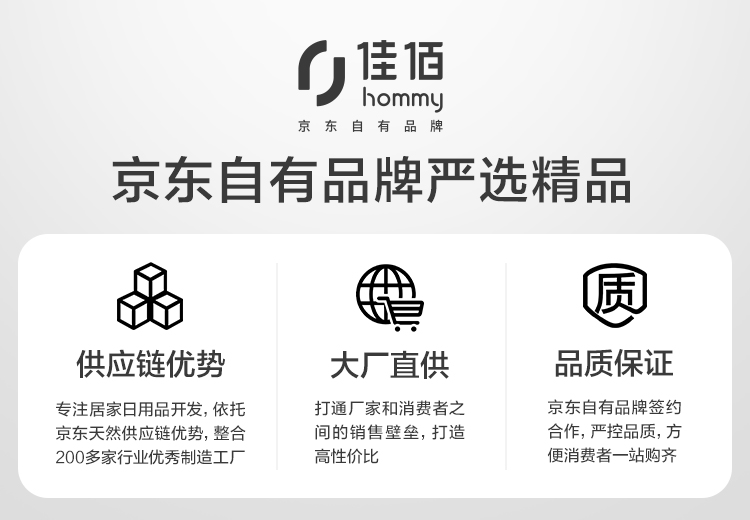 佳佰
hommy
京东自有品牌
京东自有品牌严选精品
质
供应链优势
专注居家日用品开发, 依托
京东天然供应链优势, 整合
200多家行业优秀制造工厂
大厂直供
打通厂家和消费者之
间的销售壁垒, 打造
高性价比
品质保证
京东自有品牌签约
合作, 严控品质, 方
便消费者一站购齐